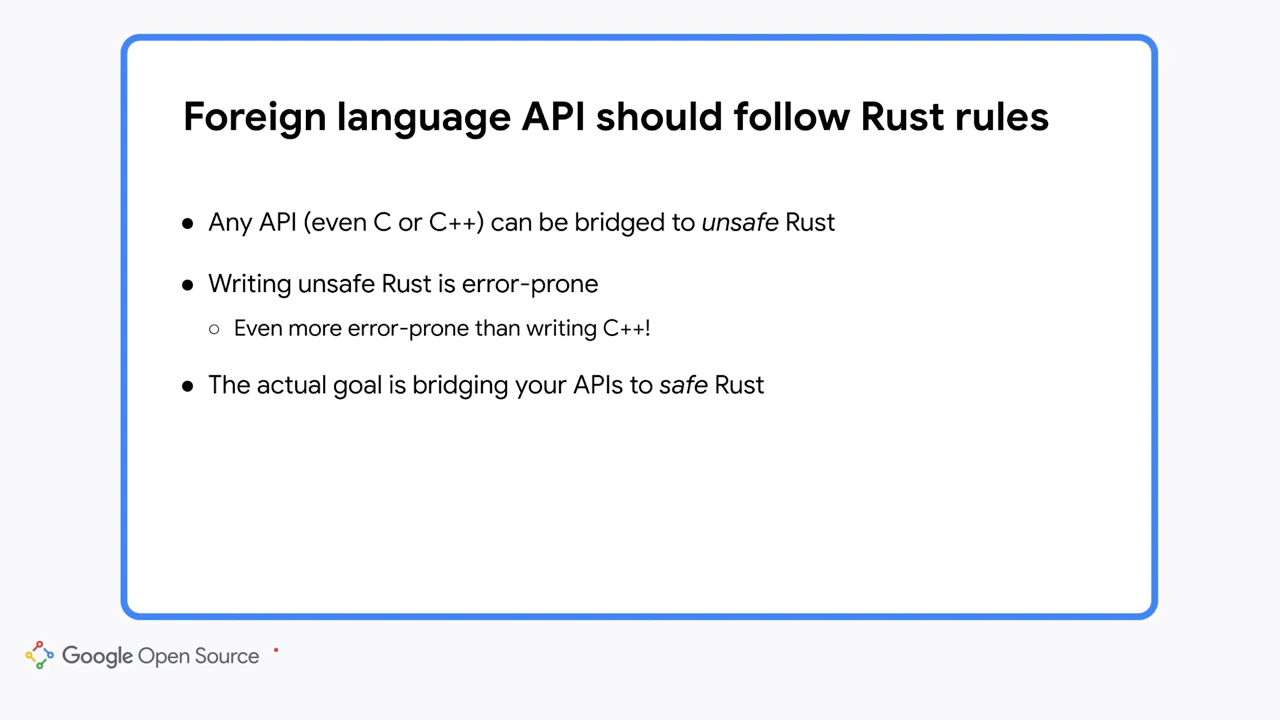 Foreign language API should follow Rust rules
● Any API (even C or C++) can be bridged to unsafe Rust
● Writing unsafe Rust is error-prone
○ Even more error-prone than writing C++!
● The actual goal is bridging your APIs to safe Rust
Google Open Source